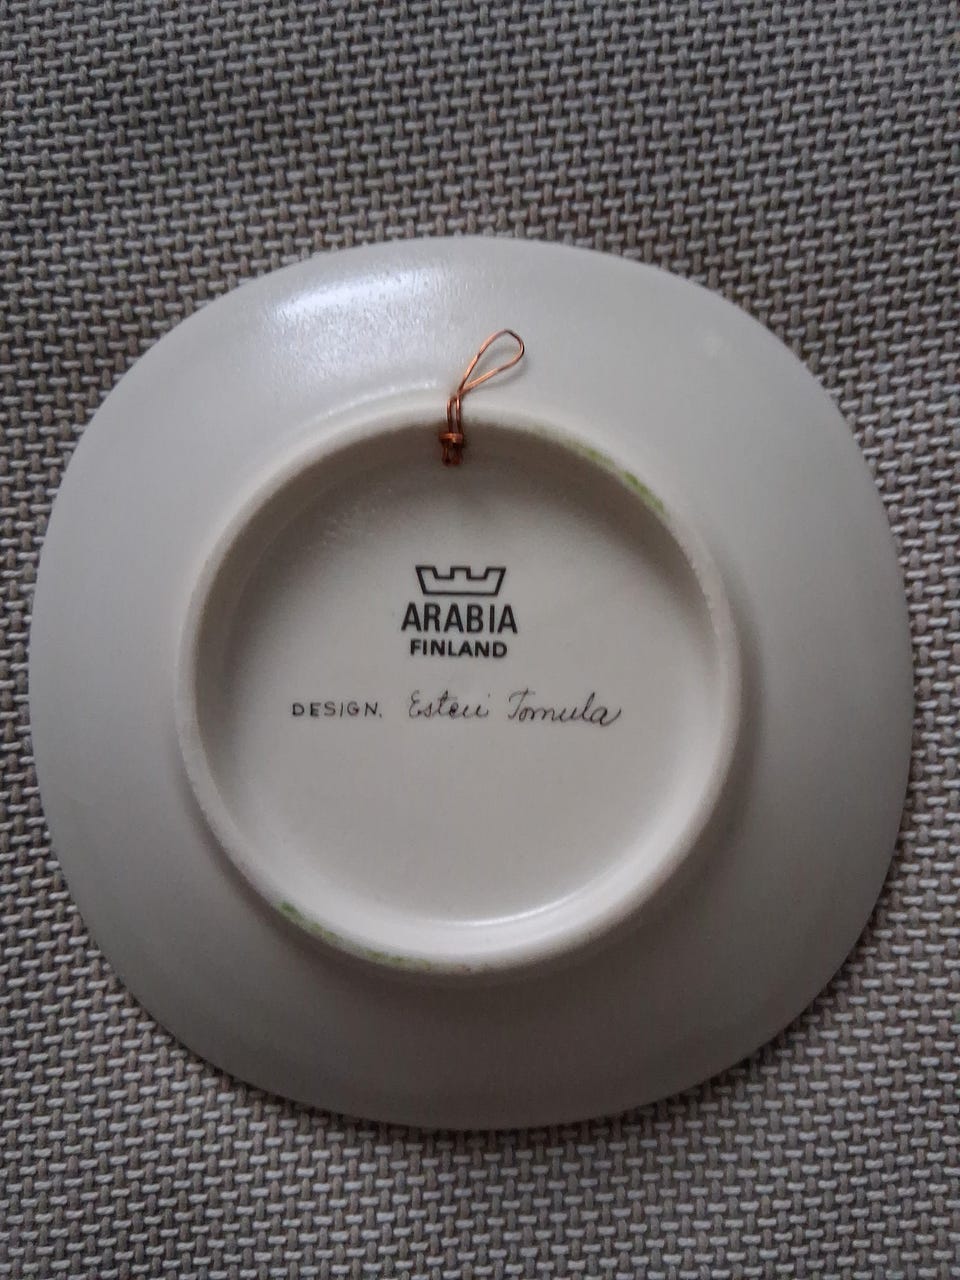 ARABIA
FINLAND
DESIGN. Esteri Tomula